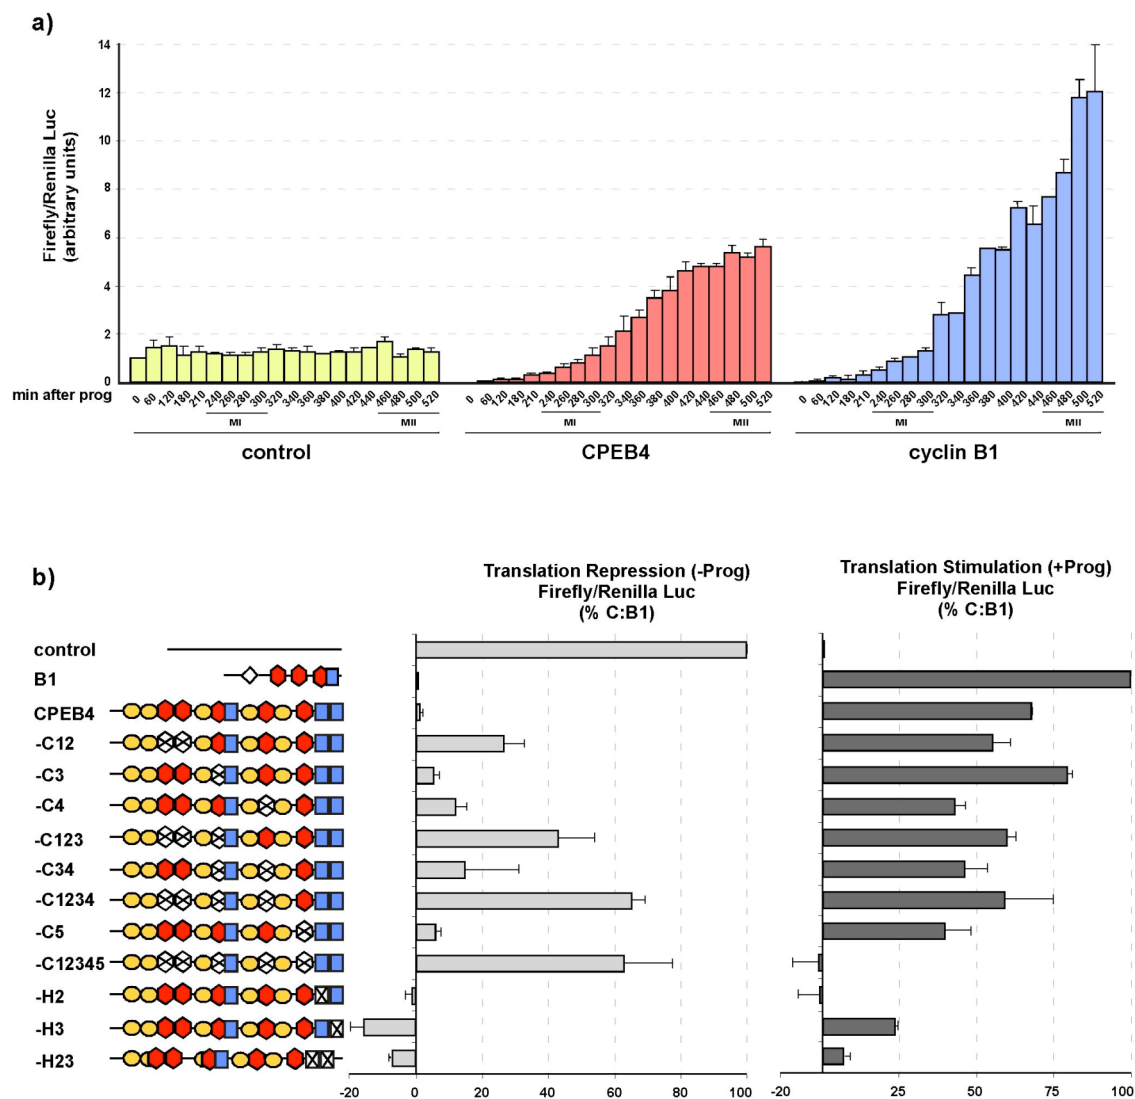 a)
Firefly/Renilla Luc
(arbitrary units)
14
12
10
8
6
4
2
0
min after prog
0 60 120 180 210 240 260 280 300 320 340 360 380 400 420 440 460 480 500 520
0 60 120 180 210 240 260 280 300 320 340 360 380 400 420 440 460 480 500 520
0 60 120 180 210 240 260 280 300 320 340 360 380 400 420 440 460 480 500 520
MI MII MI MII MI MII
control CPEB4 cyclin B1
b)
Translation Repression (-Prog)
Firefly/Renilla Luc
(% C:B1)
Translation Stimulation (+Prog)
Firefly/Renilla Luc
(% C:B1)
control
B1
CPEB4
-C12
-C3
-C4
-C123
-C34
-C1234
-C5
-C12345
-H2
-H3
-H23
-20 0 20 40 60 80 100
-20 25 50 75 100